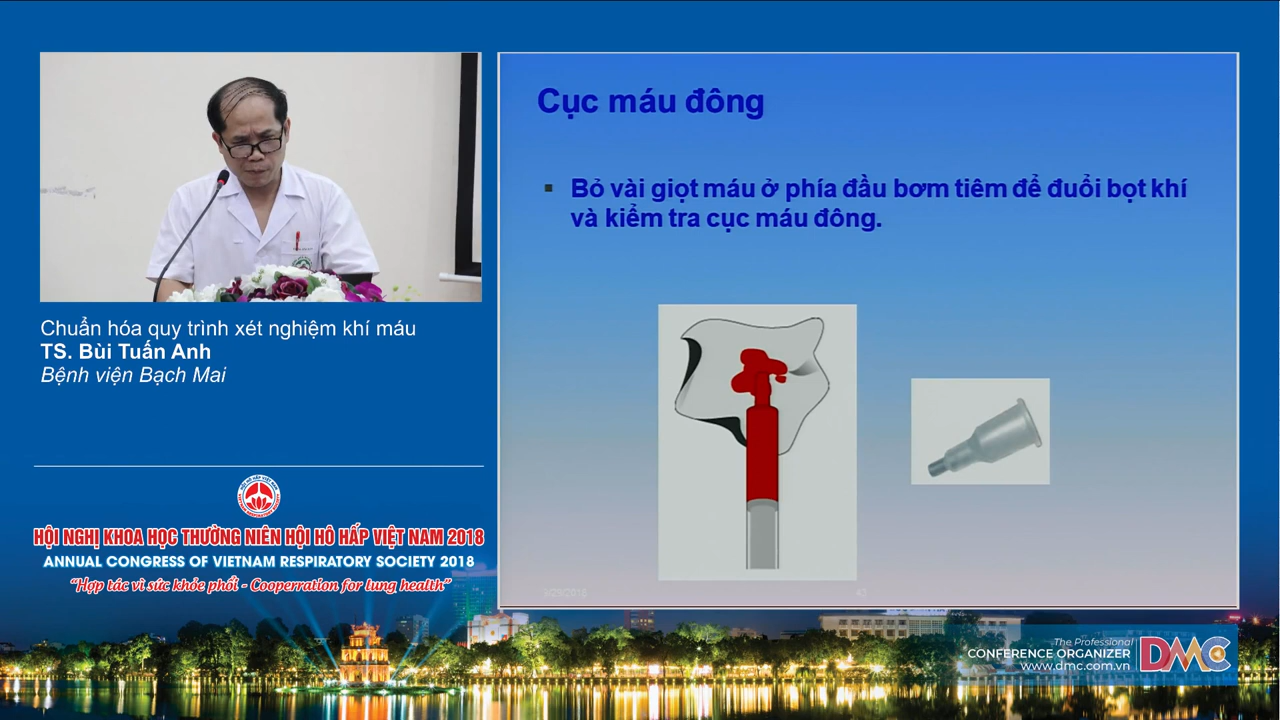 Cục máu đông
Bỏ vài giọt máu ở phía đầu bơm tiêm để đuổi bọt khí
và kiểm tra cục máu đông.
Chuẩn hóa quy trình xét nghiệm khí máu
TS. Bùi Tuấn Anh
Bệnh viện Bạch Mai
HỘI NGHỊ KHOA HỌC THƯỜNG NIÊN HỘI HÔ HẤP VIỆT NAM 2018
ANNUAL CONGRESS OF VIETNAM RESPIRATORY SOCIETY 2018
“Hợp tác vì sức khỏe phổi - Cooperration for lung health”
The Professional
CONFERENCE ORGANIZER
www.dmc.com.vn
DMC